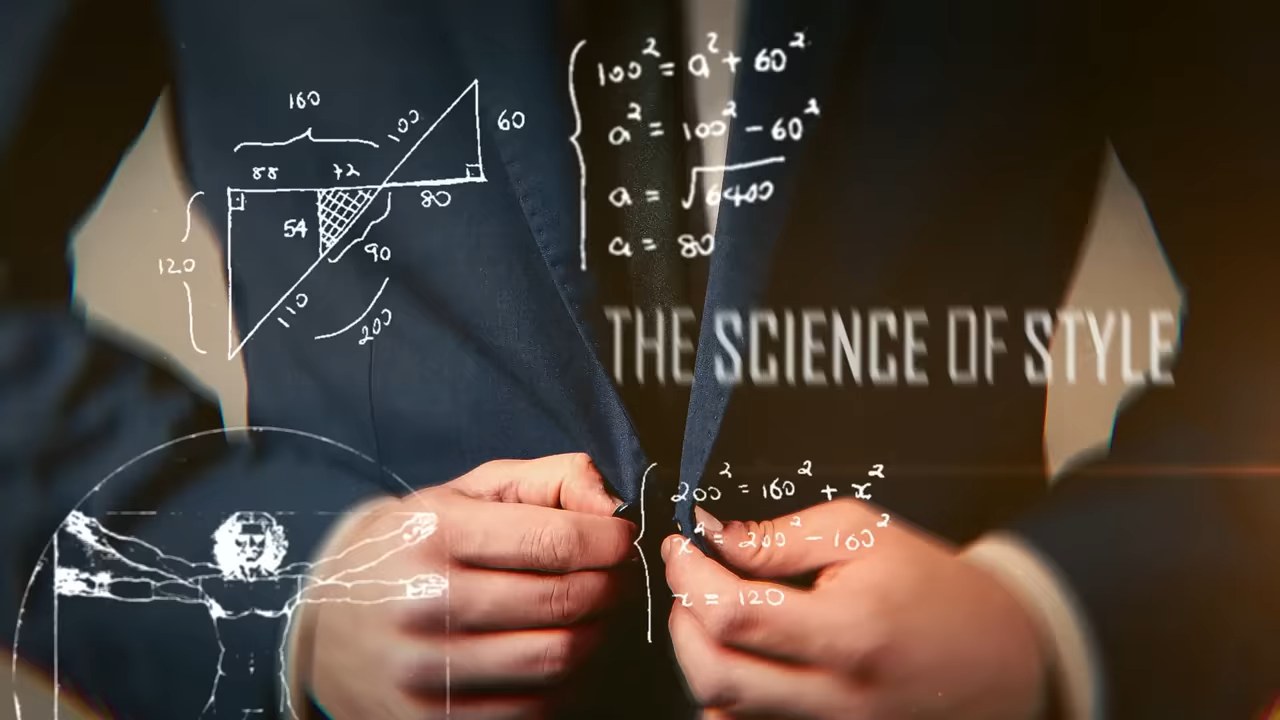 160
100
60
88
72
80
54
90
120
110
200
100² = a² + 60²
a² = 100² - 60²
a = √6400
a = 80
THE SCIENCE OF STYLE
200² = 160² + x²
x² = 200² - 160²
x = 120